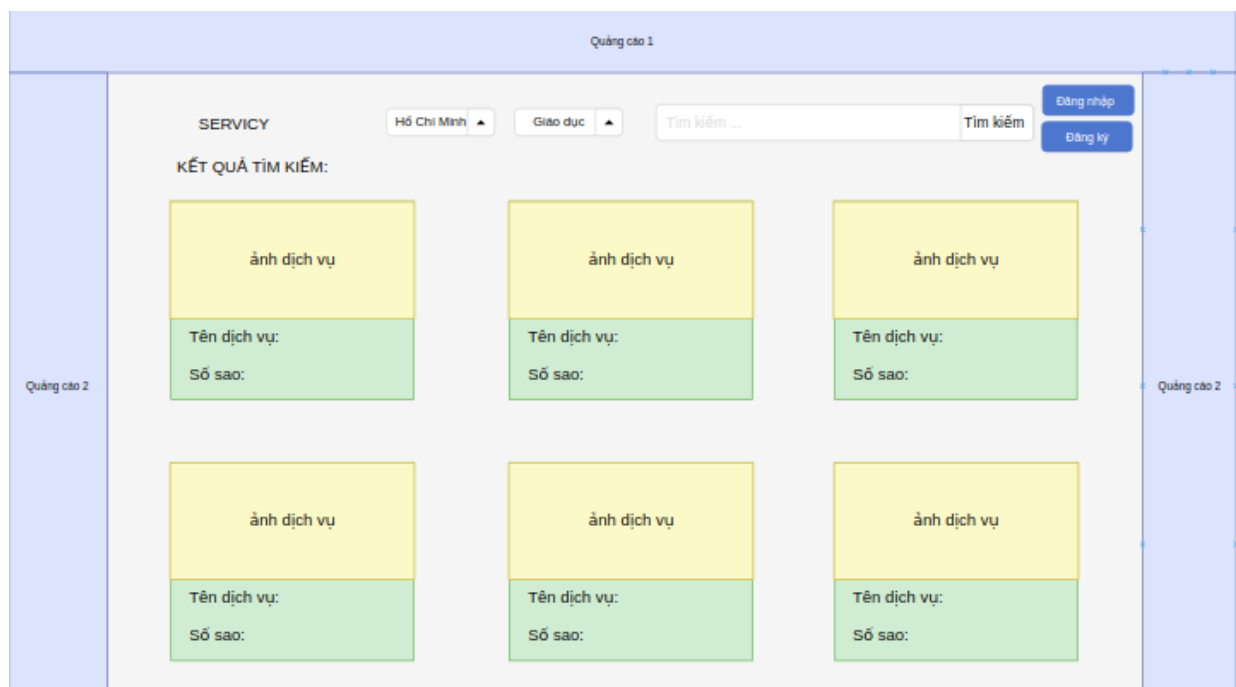 Quảng cáo 1
Đăng nhập
SERVICY
Hồ Chí Minh
Giáo dục
Tìm kiếm ...
Tìm kiếm
Đăng ký
KẾT QUẢ TÌM KIẾM:
ảnh dịch vụ
ảnh dịch vụ
ảnh dịch vụ
Tên dịch vụ:
Tên dịch vụ:
Tên dịch vụ:
Số sao:
Số sao:
Số sao:
Quảng cáo 2
Quảng cáo 2
ảnh dịch vụ
ảnh dịch vụ
ảnh dịch vụ
Tên dịch vụ:
Tên dịch vụ:
Tên dịch vụ:
Số sao:
Số sao:
Số sao: